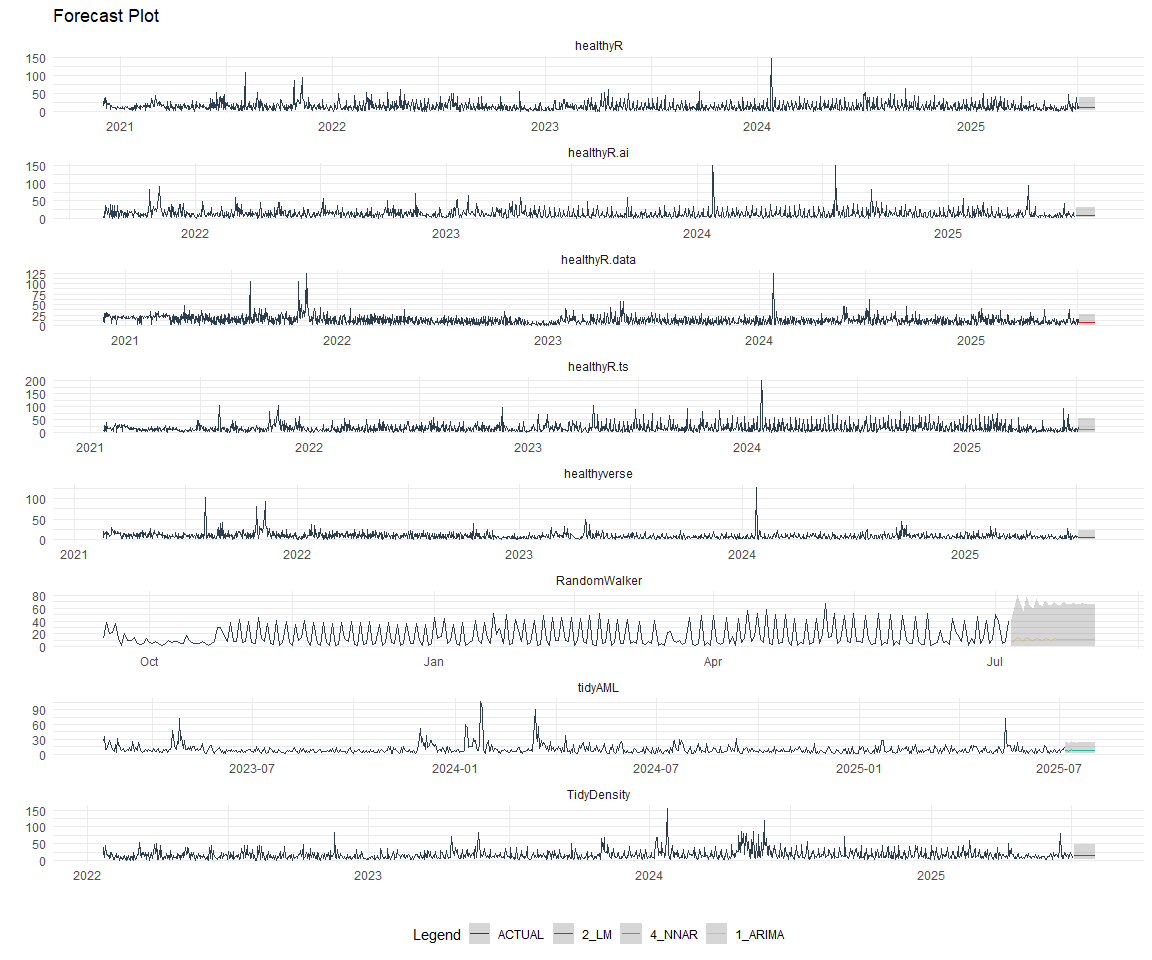 Forecast Plot
healthyR
150
100
50
0
2021 2022 2023 2024 2025
healthyR.ai
150
100
50
0
2022 2023 2024 2025
healthyR.data
125
100
75
50
25
0
2021 2022 2023 2024 2025
healthyR.ts
200
150
100
50
0
2021 2022 2023 2024 2025
healthyverse
100
50
0
2021 2022 2023 2024 2025
RandomWalker
80
60
40
20
0
Oct Jan Apr Jul
tidyAML
90
60
30
0
2023-07 2024-01 2024-07 2025-01 2025-07
TidyDensity
150
100
50
0
2022 2023 2024 2025
Legend ACTUAL 2_LM 4_NNAR 1_ARIMA